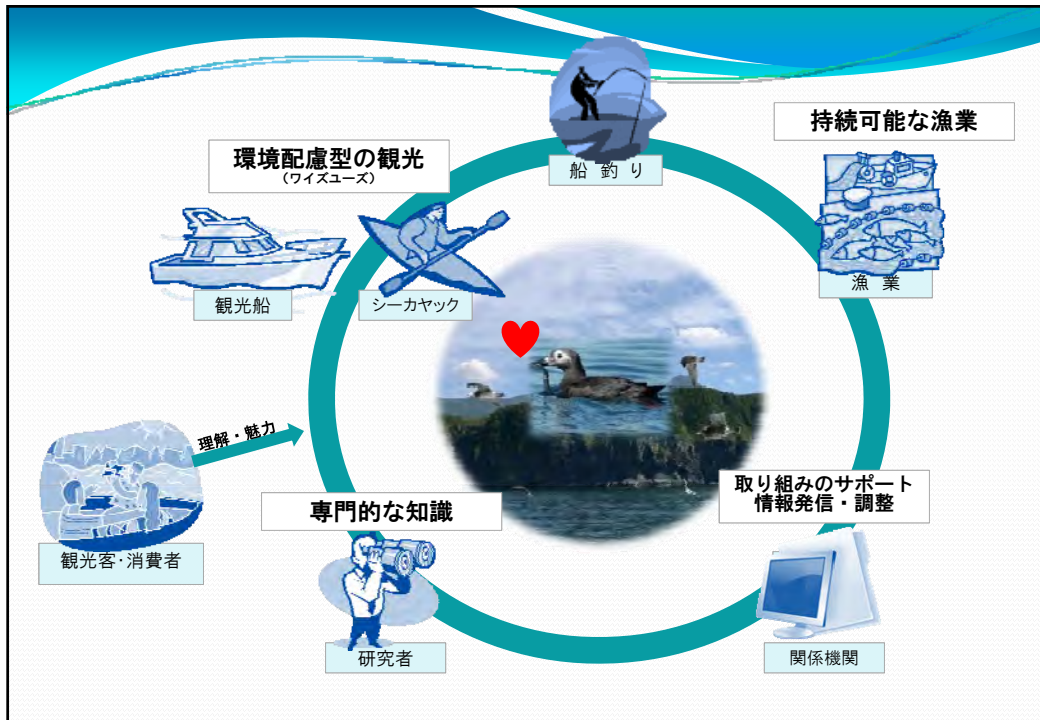 船 釣 り
持続可能な漁業
漁 業
環境配慮型の観光
(ワイズユーズ)
観光船
シーカヤック
理解・魅力
観光客・消費者
専門的な知識
研究者
取り組みのサポート
情報発信・調整
関係機関